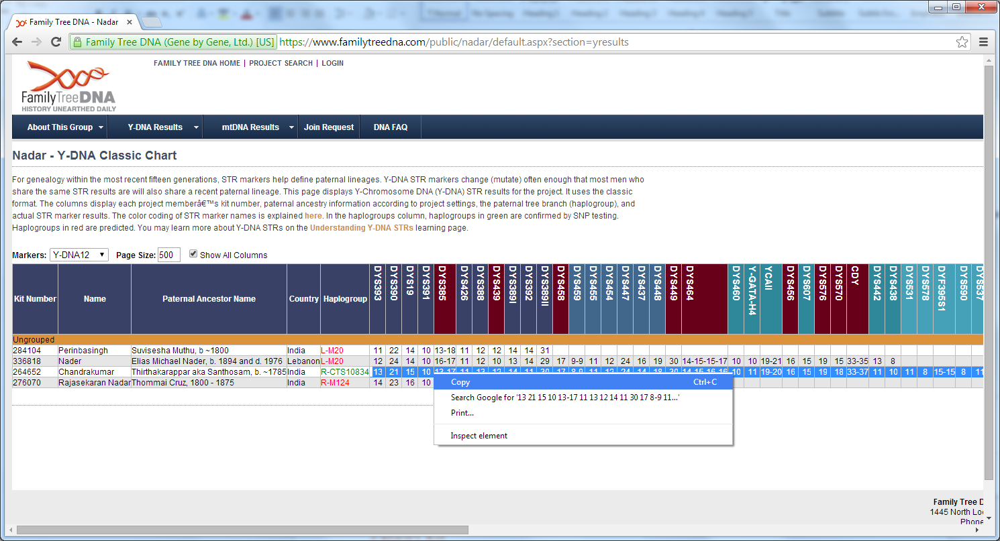 Family Tree DNA - Nadar
Family Tree DNA (Gene by Gene, Ltd.) [US] https://www.familytreedna.com/public/nadar/default.aspx?section=yresults
FAMILY TREE DNA HOME | PROJECT SEARCH | LOGIN
FamilyTreeDNA
HISTORY UNEARTHED DAILY
About This Group Y-DNA Results mtDNA Results Join Request DNA FAQ
Nadar - Y-DNA Classic Chart
For genealogy within the most recent fifteen generations, STR markers help define paternal lineages. Y-DNA STR markers change (mutate) often enough that most men who
share the same STR results are will also share a recent paternal lineage. This page displays Y-Chromosome DNA (Y-DNA) STR results for the project. It uses the classic
format. The columns display each project memberâ€™s kit number, paternal ancestry information according to project settings, the paternal tree branch (haplogroup), and
actual STR marker results. The color coding of STR marker names is explained here. In the haplogroups column, haplogroups in green are confirmed by SNP testing.
Haplogroups in red are predicted. You may learn more about Y-DNA STRs on the Understanding Y-DNA STRs learning page.
Markers: Y-DNA12 Page Size: 500 Show All Columns
Kit Number Name Paternal Ancestor Name Country Haplogroup DYS393 DYS390 DYS19 DYS391 DYS385 DYS426 DYS388 DYS439 DYS389I DYS392 DYS389II DYS458 DYS459 DYS455 DYS454 DYS447 DYS437 DYS448 DYS449 DYS464 DYS460 Y-GATA-H4 YCAII DYS456 DYS607 DYS576 DYS570 CDY DYS442 DYS438 DYS531 DYS578 DYF395S1 DYS590 DYS537
Ungrouped
284104 Perinbasingh Suvisesha Muthu, b ~1800 India L-M20 11 22 14 10 13-18 11 12 12 14 14 31
336818 Nader Elias Michael Nader, b. 1894 and d. 1976 Lebanon L-M20 12 24 14 10 16-17 11 12 10 13 14 29 17 9-9 11 12 24 16 19 30 14-15-15-17 10 10 19-21 16 15 19 15 33-35 13 8
264652 Chandrakumar Thirthakarappar aka Santhosam, b. ~1785 India R-CTS10834 13 21 15 10 13-17 11 13 12 14 11 30 17 8-9 11 12 24 14 18 30 14-15-16-16 10 11 19-20 16 15 19 18 33-37 11 10 11 8 15-15 8 11
276070 Rajasekaran Nadar Thommai Cruz, 1800 - 1875 India R-M124 14 23 16 10
Copy Ctrl+C
Search Google for '13 21 15 10 13-17 11 13 12 14 11 30 17 8-9 11...'
Print...
Inspect element
Family Tree D
1445 North Loo
Phone